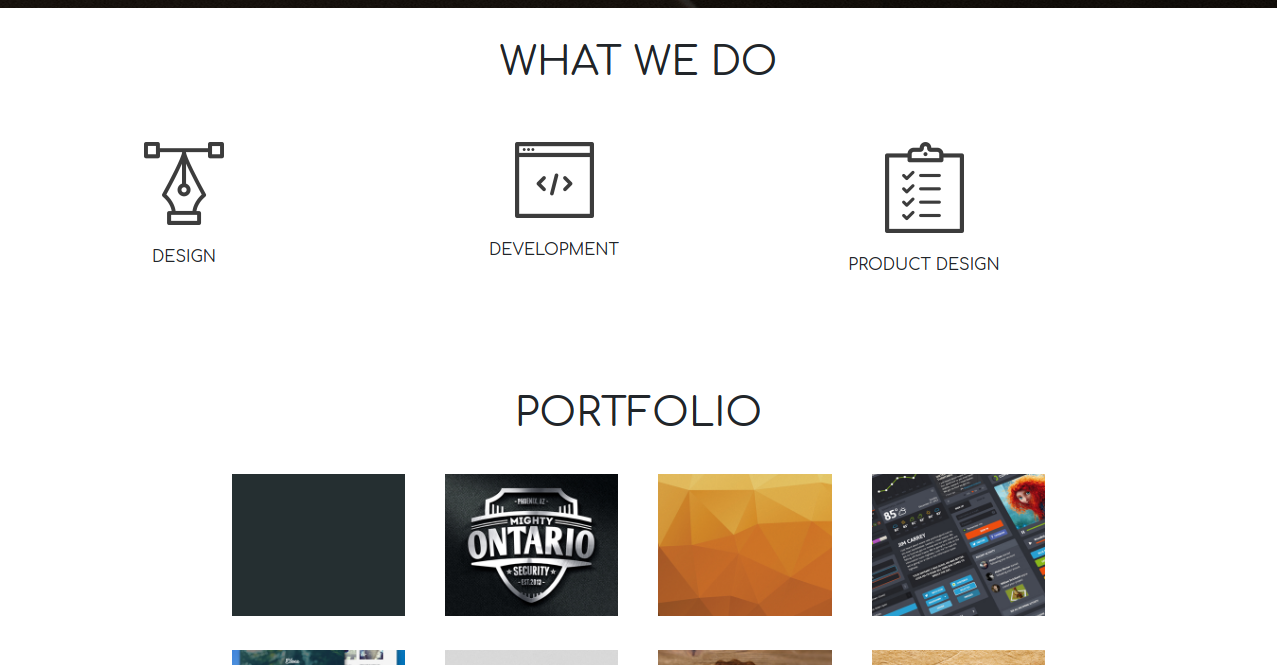 WHAT WE DO
DESIGN
DEVELOPMENT
PRODUCT DESIGN
PORTFOLIO
PHOENIX, AZ
MIGHTY
ONTARIO
SECURITY
EST.2013
85°
JIM CARREY